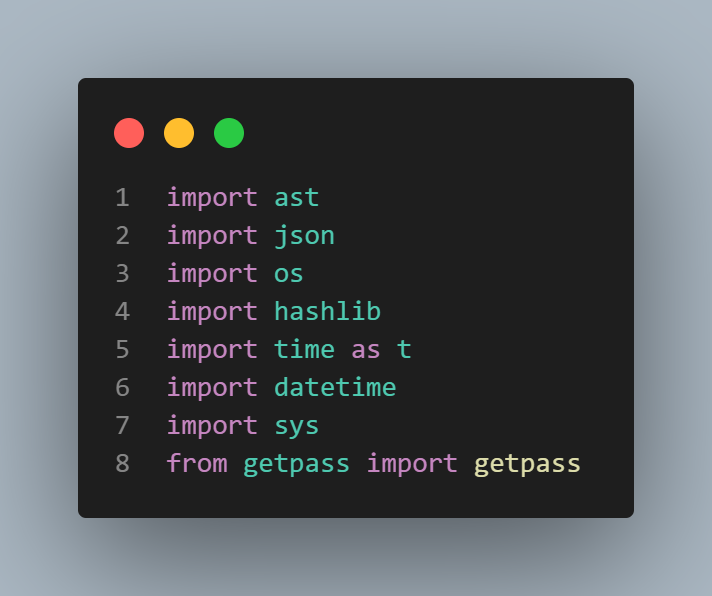 1 import ast
2 import json
3 import os
4 import hashlib
5 import time as t
6 import datetime
7 import sys
8 from getpass import getpass